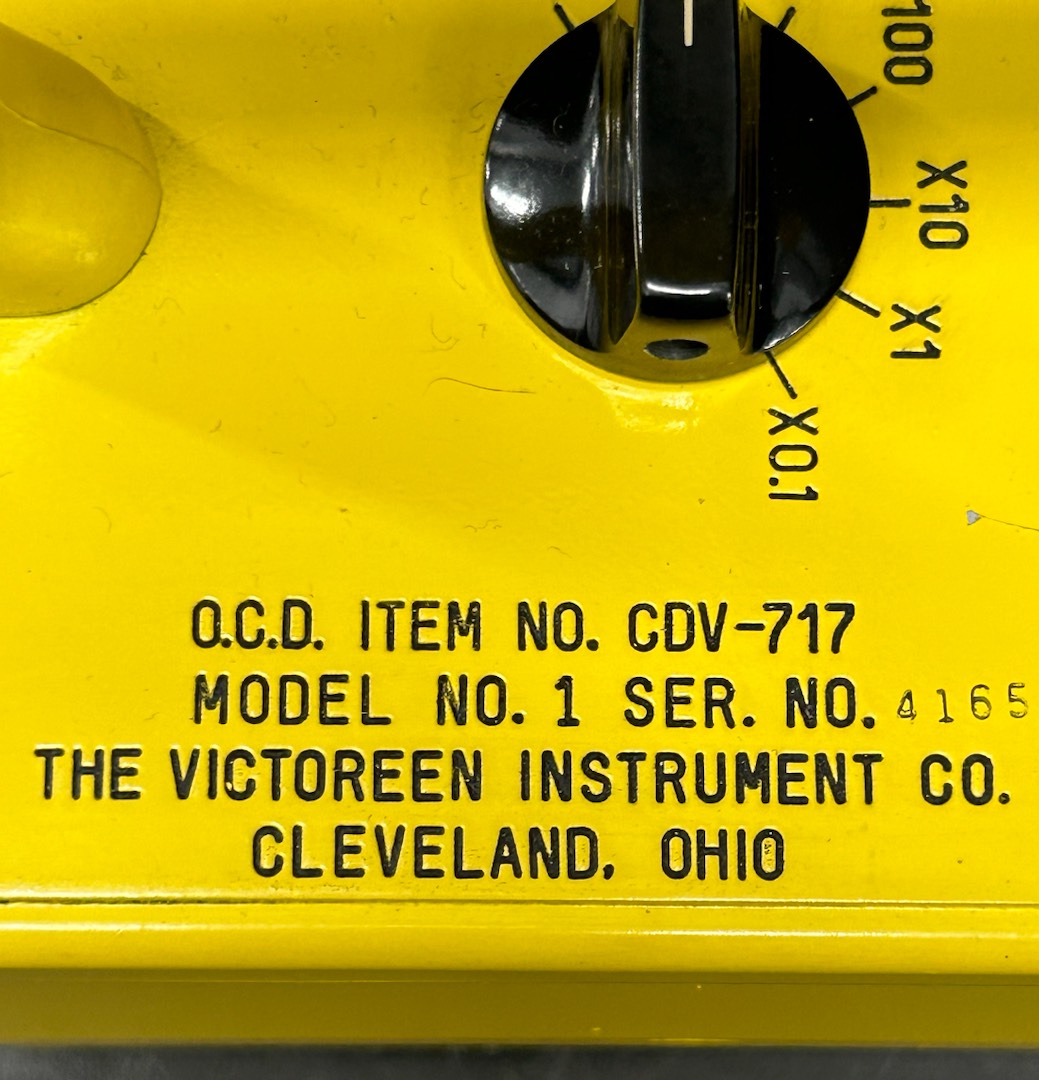 100
X10
X1
X0.1
O.C.D. ITEM NO. CDV-717
MODEL NO. 1 SER. NO. 4165
THE VICTOREEN INSTRUMENT CO.
CLEVELAND, OHIO